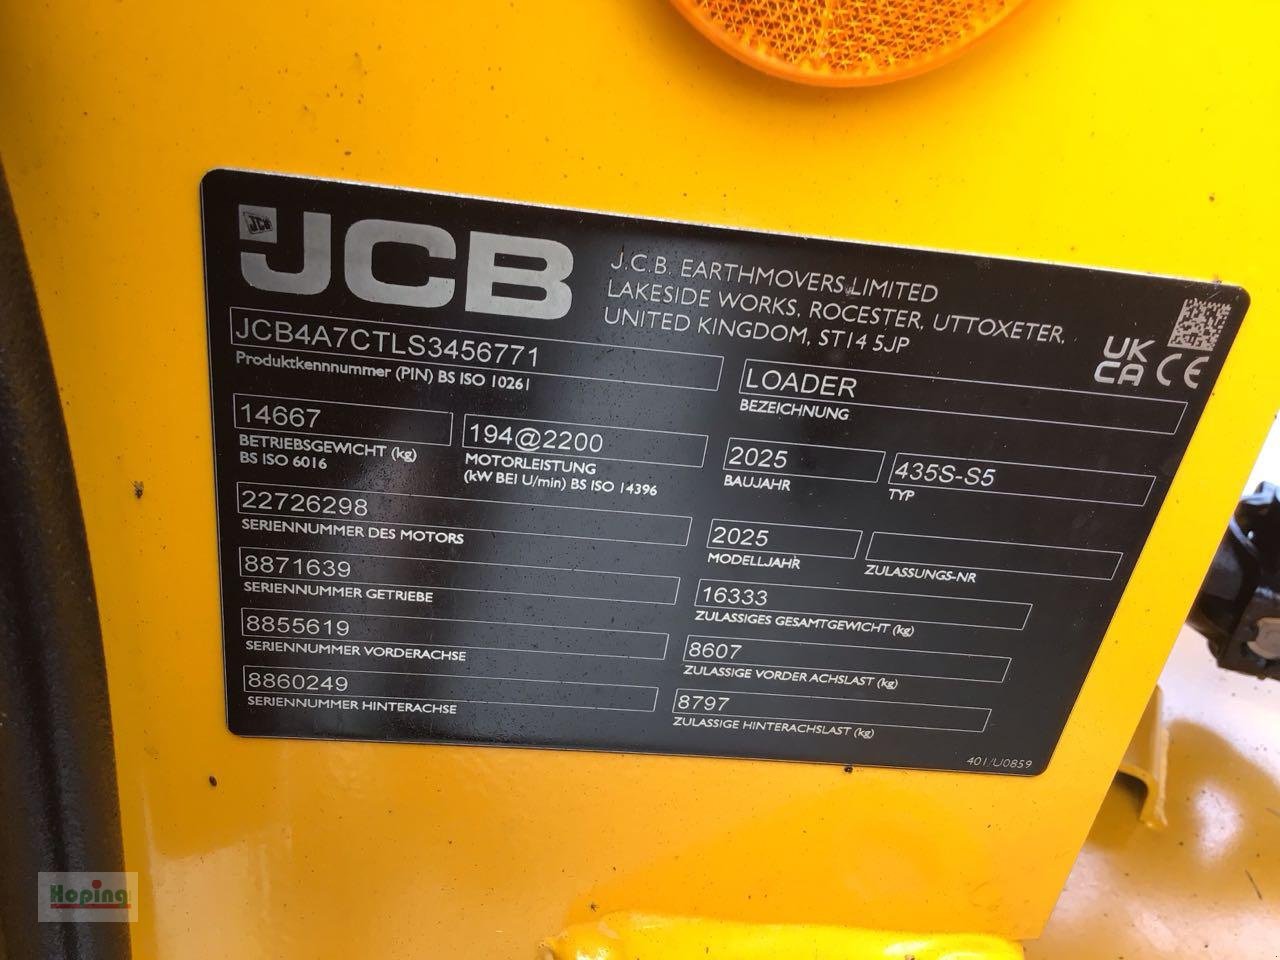 JCB
JCB
J.C.B. EARTHMOVERS LIMITED
LAKESIDE WORKS, ROCESTER, UTTOXETER,
UNITED KINGDOM, ST14 5JP
UK
CA CE
JCB4A7CTLS3456771
Produktkennnummer (PIN) BS ISO 10261
LOADER
BEZEICHNUNG
14667
BETRIEBSGEWICHT (kg)
BS ISO 6016
194@2200
MOTORLEISTUNG
(kW BEI U/min) BS ISO 14396
2025
BAUJAHR
435S-S5
TYP
22726298
SERIENNUMMER DES MOTORS
2025
MODELLJAHR
ZULASSUNGS-NR
8871639
SERIENNUMMER GETRIEBE
16333
ZULASSIGES GESAMTGEWICHT (kg)
8855619
SERIENNUMMER VORDERACHSE
8607
ZULASSIGE VORDER ACHSLAST (kg)
8860249
SERIENNUMMER HINTERACHSE
8797
ZULASSIGE HINTERACHSLAST (kg)
401/U0859
Hoping